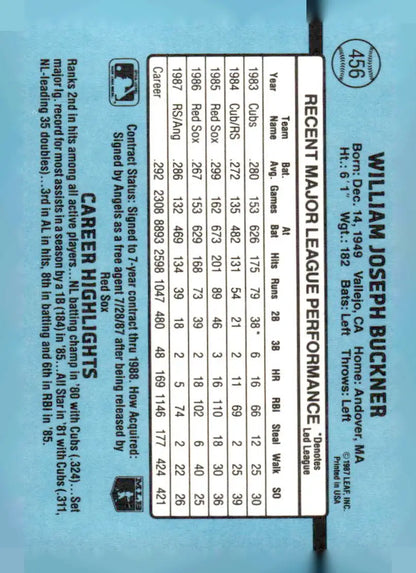 456
WILLIAM JOSEPH BUCKNER
Born: Dec. 14, 1949 Vallejo, CA Home: Andover, MA
Ht.: 6' 1" Wgt.: 182 Bats: Left Throws: Left
© 1987 LEAF, INC.
Printed in USA
RECENT MAJOR LEAGUE PERFORMANCE *Denotes Led League
Year Team Name Bat. Avg. Games At Bat Hits Runs 2B 3B HR RBI Steal Walk SO
1983 Cubs .280 153 626 175 79 38* 6 16 66 12 25 30
1984 Cub/RS .272 135 482 131 54 21 2 11 69 2 25 39
1985 Red Sox .299 162 673 201 89 46 3 16 110 18 30 36
1986 Red Sox .267 153 629 168 73 39 2 18 102 6 40 25
1987 RS/Ang .286 132 469 134 39 18 2 5 74 2 22 26
Career .292 2308 8893 2598 1047 480 48 169 1146 177 424 421
Contract Status: Signed a 7-year contract thru 1988. How Acquired:
Signed by Angels as a free agent 7/28/87 after being released by
Red Sox
MLB
CAREER HIGHLIGHTS
Ranks 2nd in hits among all active players...NL batting champ in '80 with Cubs (.324)...Set
major lg. record for most assists in a season by a 1B (184) in '85...All Star in '81 with Cubs (.311,
NL-leading 35 doubles)...3rd in AL in hits, 8th in batting and 6th in RBI in '85.